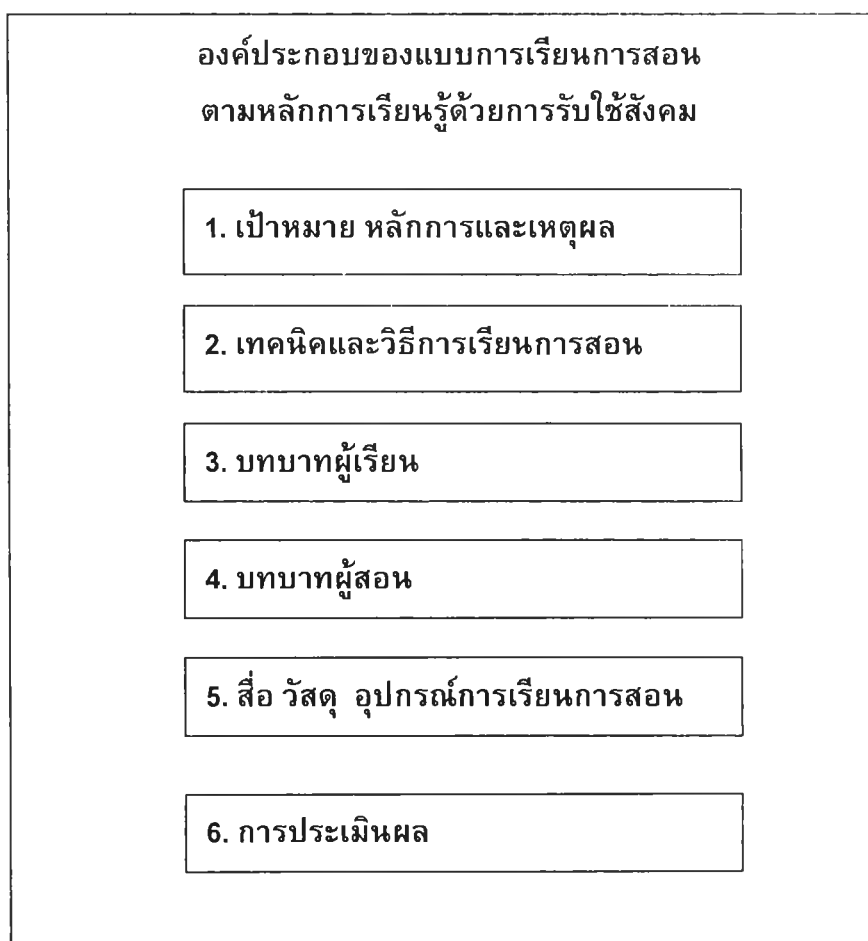 องค์ประกอบของแบบการเรียนการสอน
ตามหลักการเรียนรู้ด้วยการรับใช้สังคม
1. เป้าหมาย หลักการและเหตุผล
2. เทคนิคและวิธีการเรียนการสอน
3. บทบาทผู้เรียน
4. บทบาทผู้สอน
5. สื่อ วัสดุ อุปกรณ์การเรียนการสอน
6. การประเมินผล